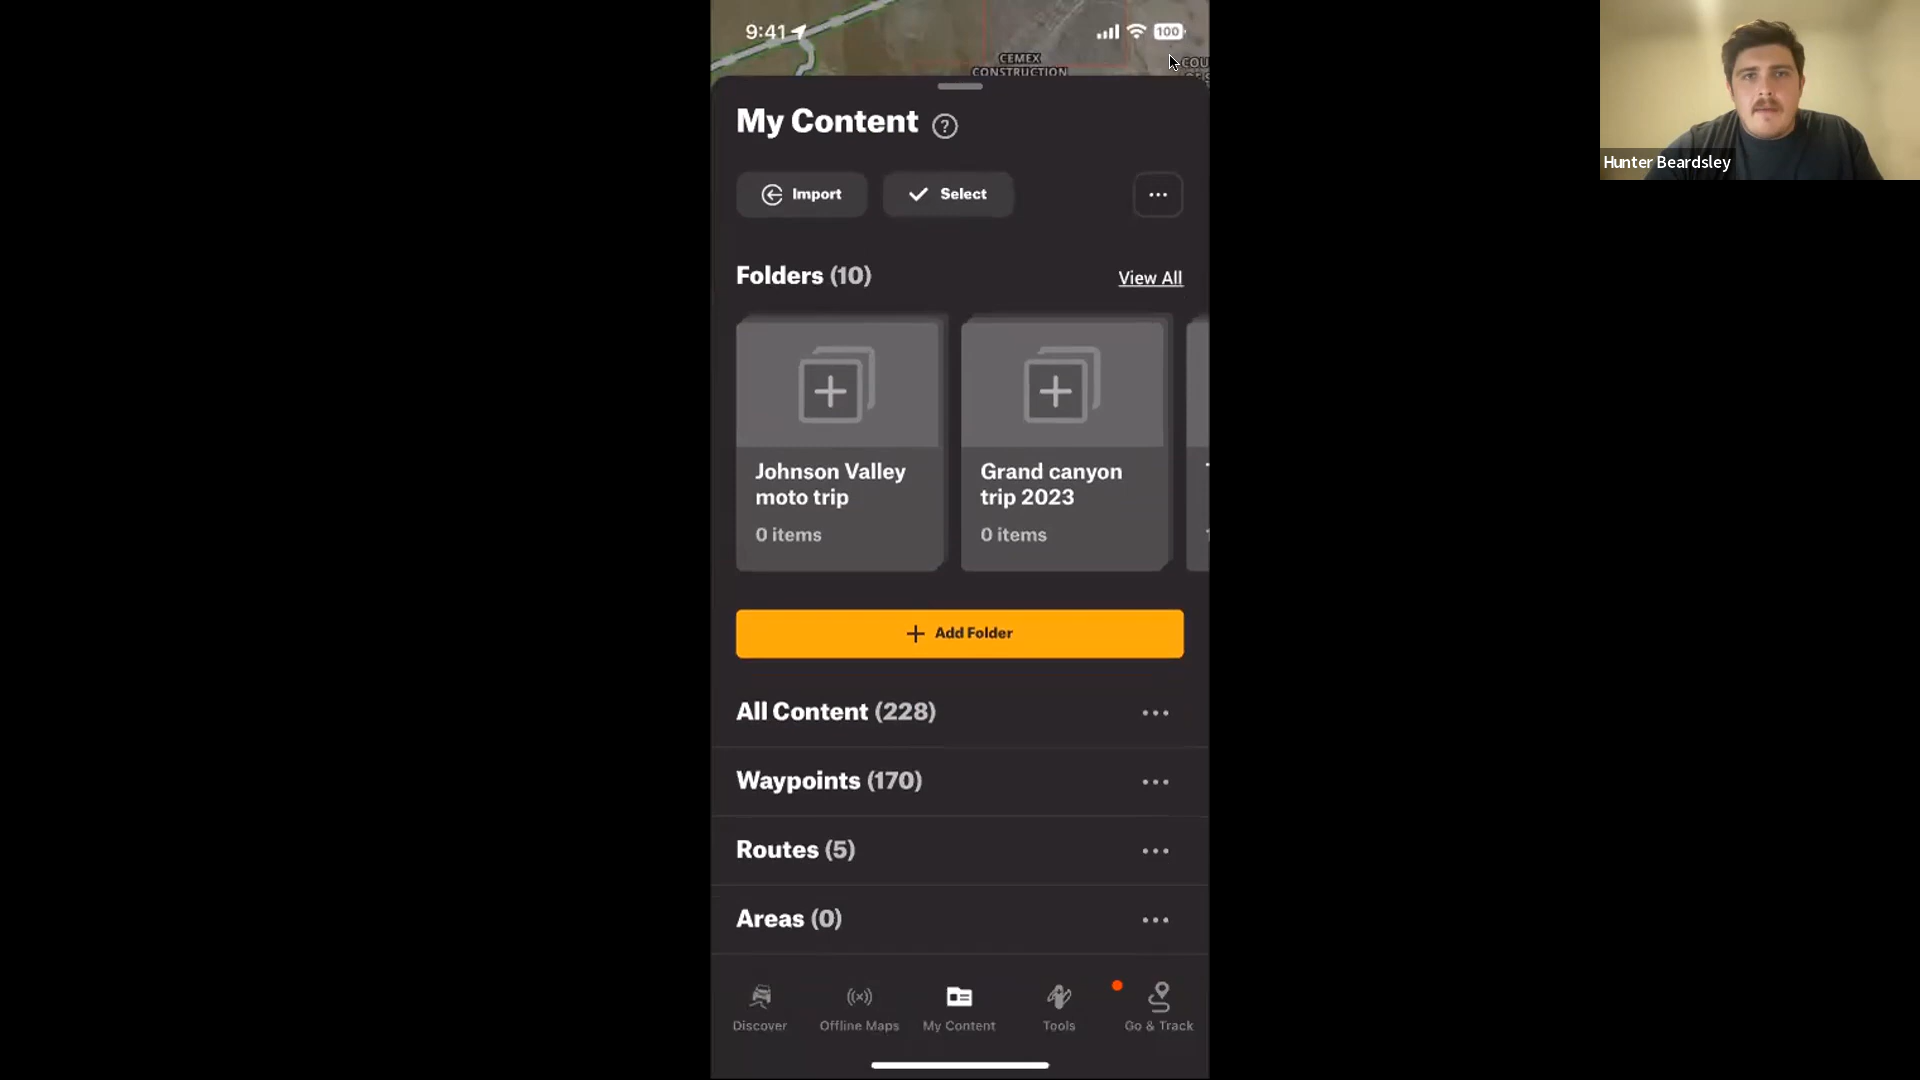 9:41
100
CEMEX
CONSTRUCTION
COU
My Content ?
Import
Select
Folders (10)
View All
Johnson Valley
moto trip
0 items
Grand canyon
trip 2023
0 items
+ Add Folder
All Content (228)
Waypoints (170)
Routes (5)
Areas (0)
Discover
Offline Maps
My Content
Tools
Go & Track
Hunter Beardsley